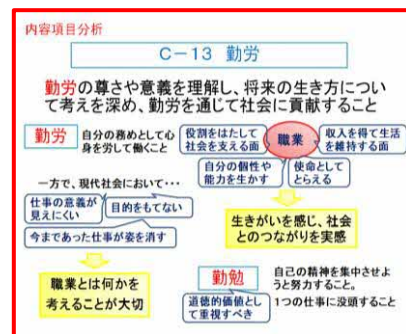 内容項目分析
C－13 勤労
勤労の尊さや意義を理解し、将来の生き方につい
て考えを深め、勤労を通じて社会に貢献すること
勤労
自分の務めとして心
身を労して働くこと
役割をはたして
社会を支える面
職業
収入を得て生活
を維持する面
自分の個性や
能力を生かす
使命として
とらえる
一方で、現代社会において・・・
仕事の意義が
見えにくい
目的をもてない
今まであった仕事が姿を消す
生きがいを感じ、社会
とのつながりを実感
職業とは何かを
考えることが大切
勤勉
自己の精神を集中させよ
うと努力すること。
1つの仕事に没頭すること
道徳的価値とし
て重視すべき